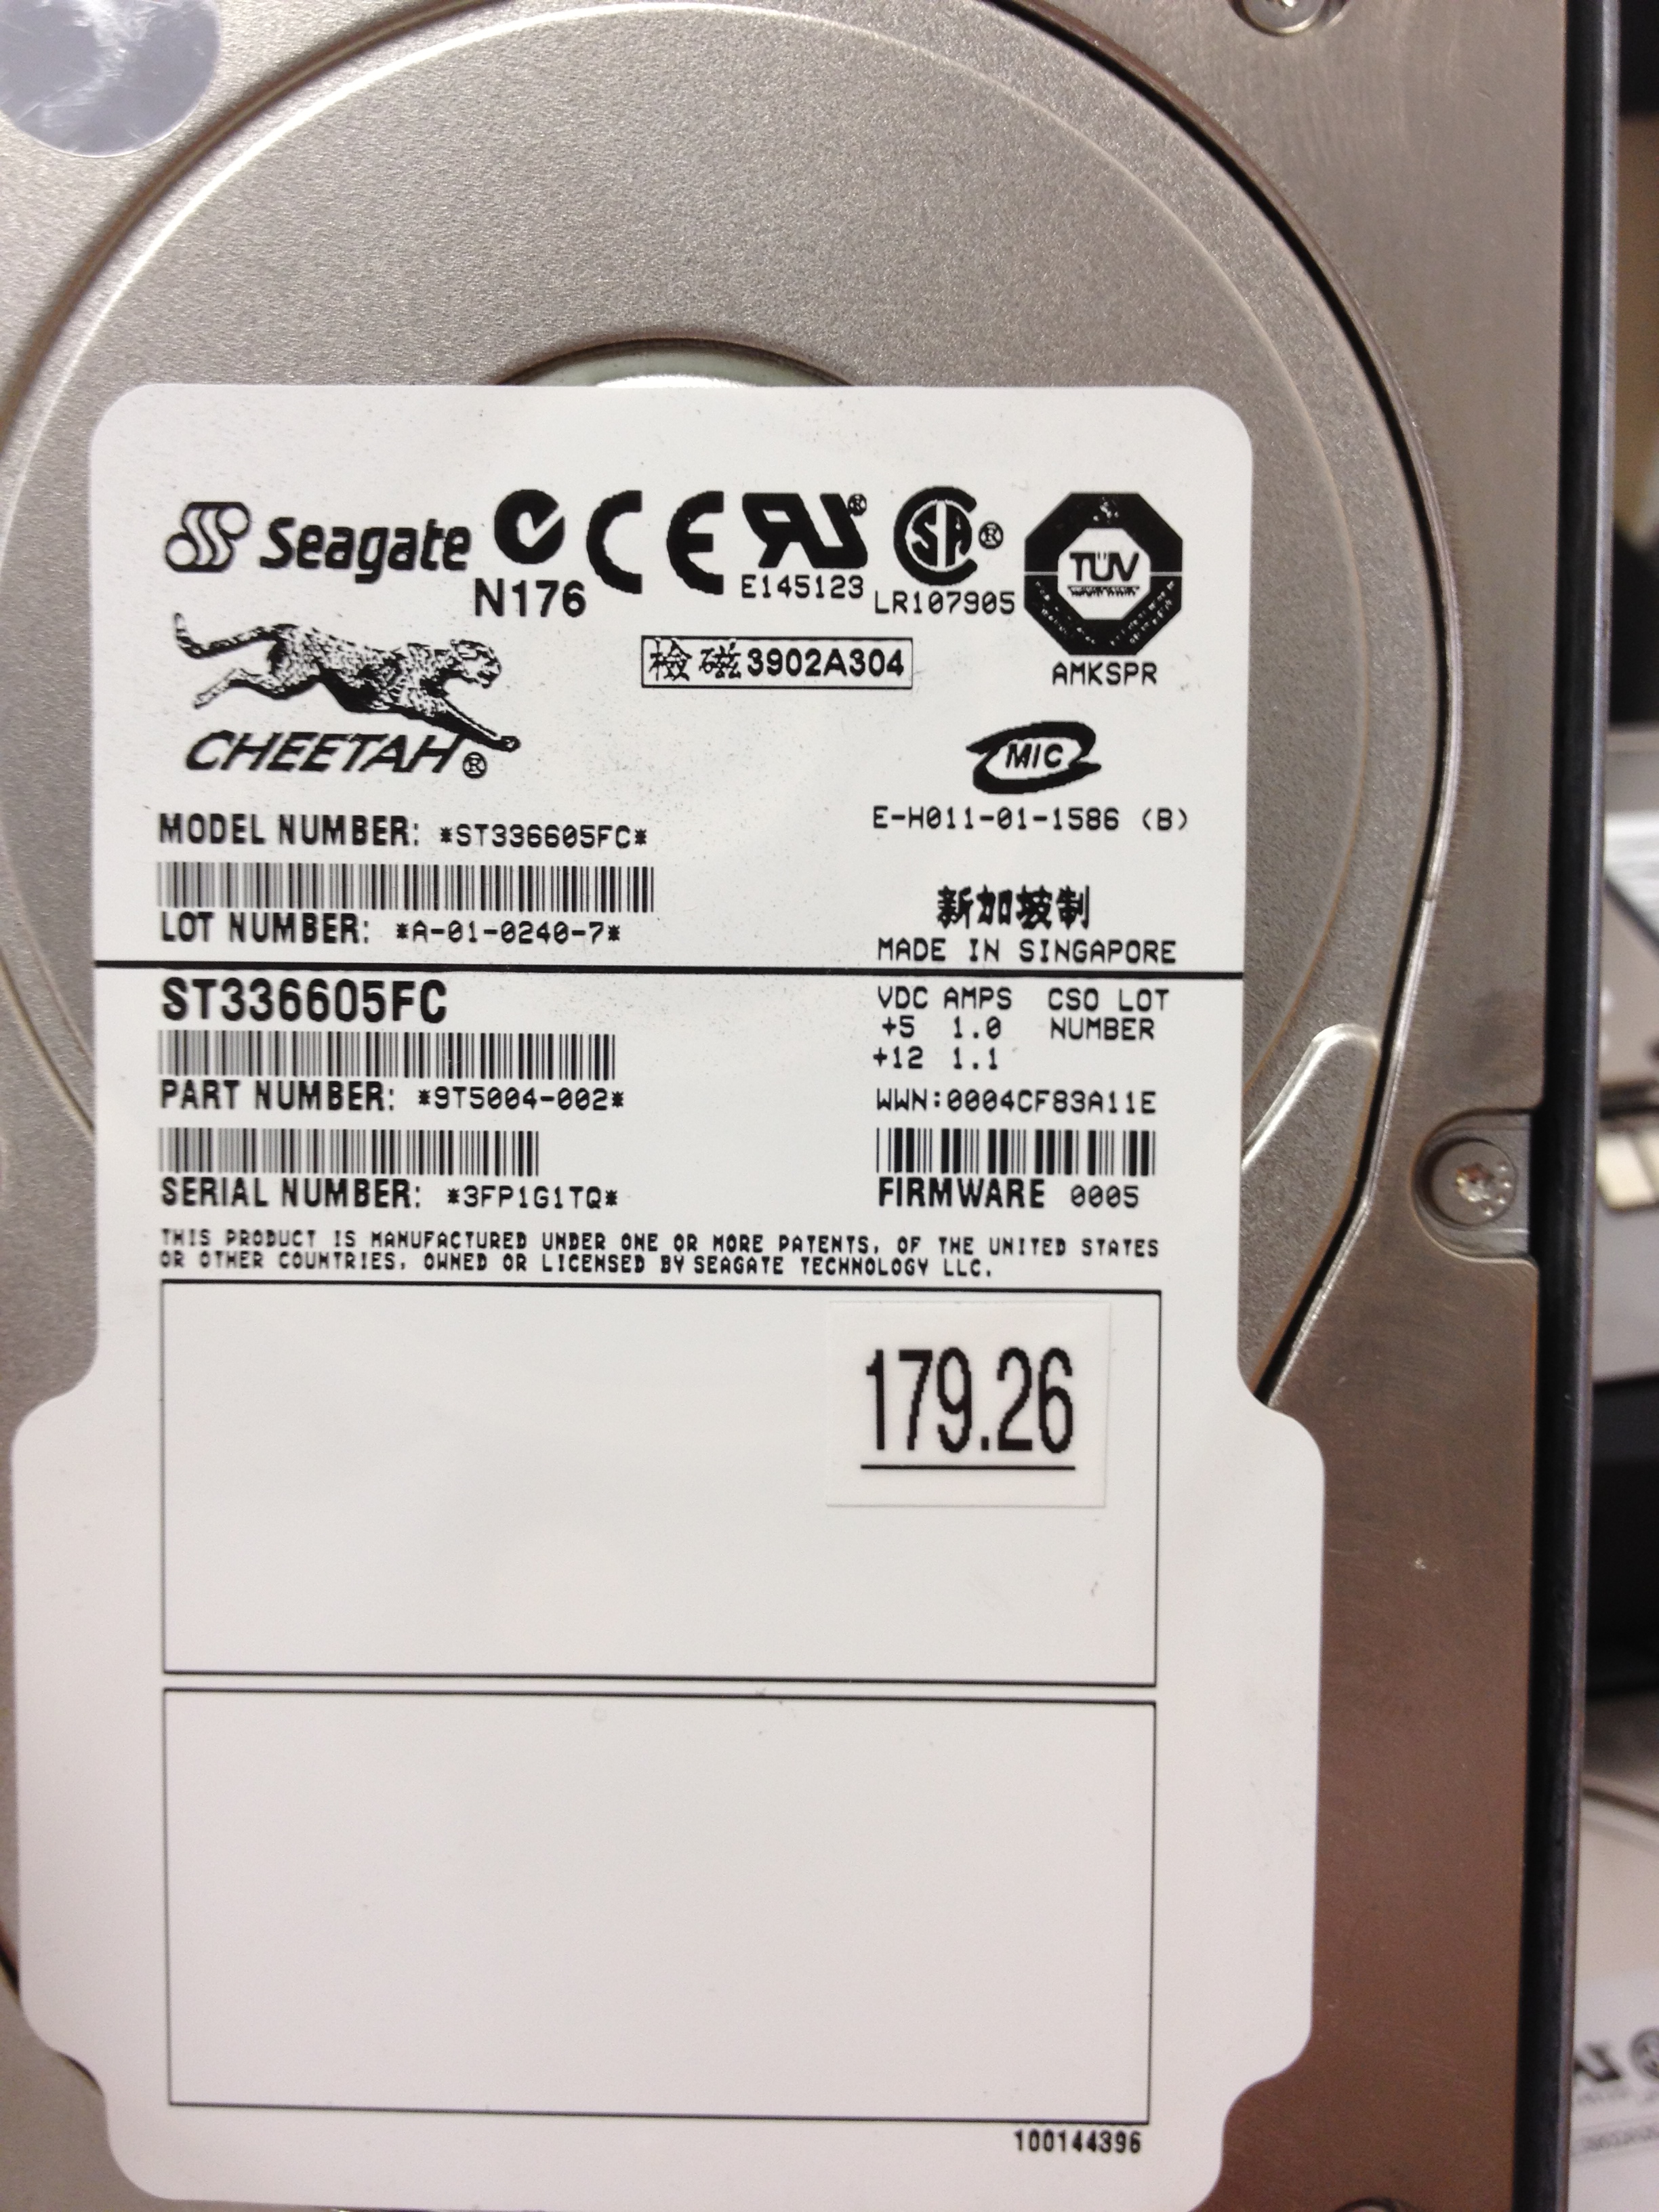 Seagate
N176
E145123
LR107905
TÜV
AMKSPR
檢磁3902A304
CHEETAH®
MIC
E-H011-01-1586 (B)
MODEL NUMBER: *ST336605FC*
LOT NUMBER: *A-01-0240-7*
新加坡制
MADE IN SINGAPORE
ST336605FC
VDC AMPS CSO LOT
+5 1.0 NUMBER
+12 1.1
PART NUMBER: *9T5004-002*
WWN:0004CF83A11E
SERIAL NUMBER: *3FP1G1TQ*
FIRMWARE 0005
THIS PRODUCT IS MANUFACTURED UNDER ONE OR MORE PATENTS, OF THE UNITED STATES
OR OTHER COUNTRIES, OWNED OR LICENSED BY SEAGATE TECHNOLOGY LLC.
179.26
100144396